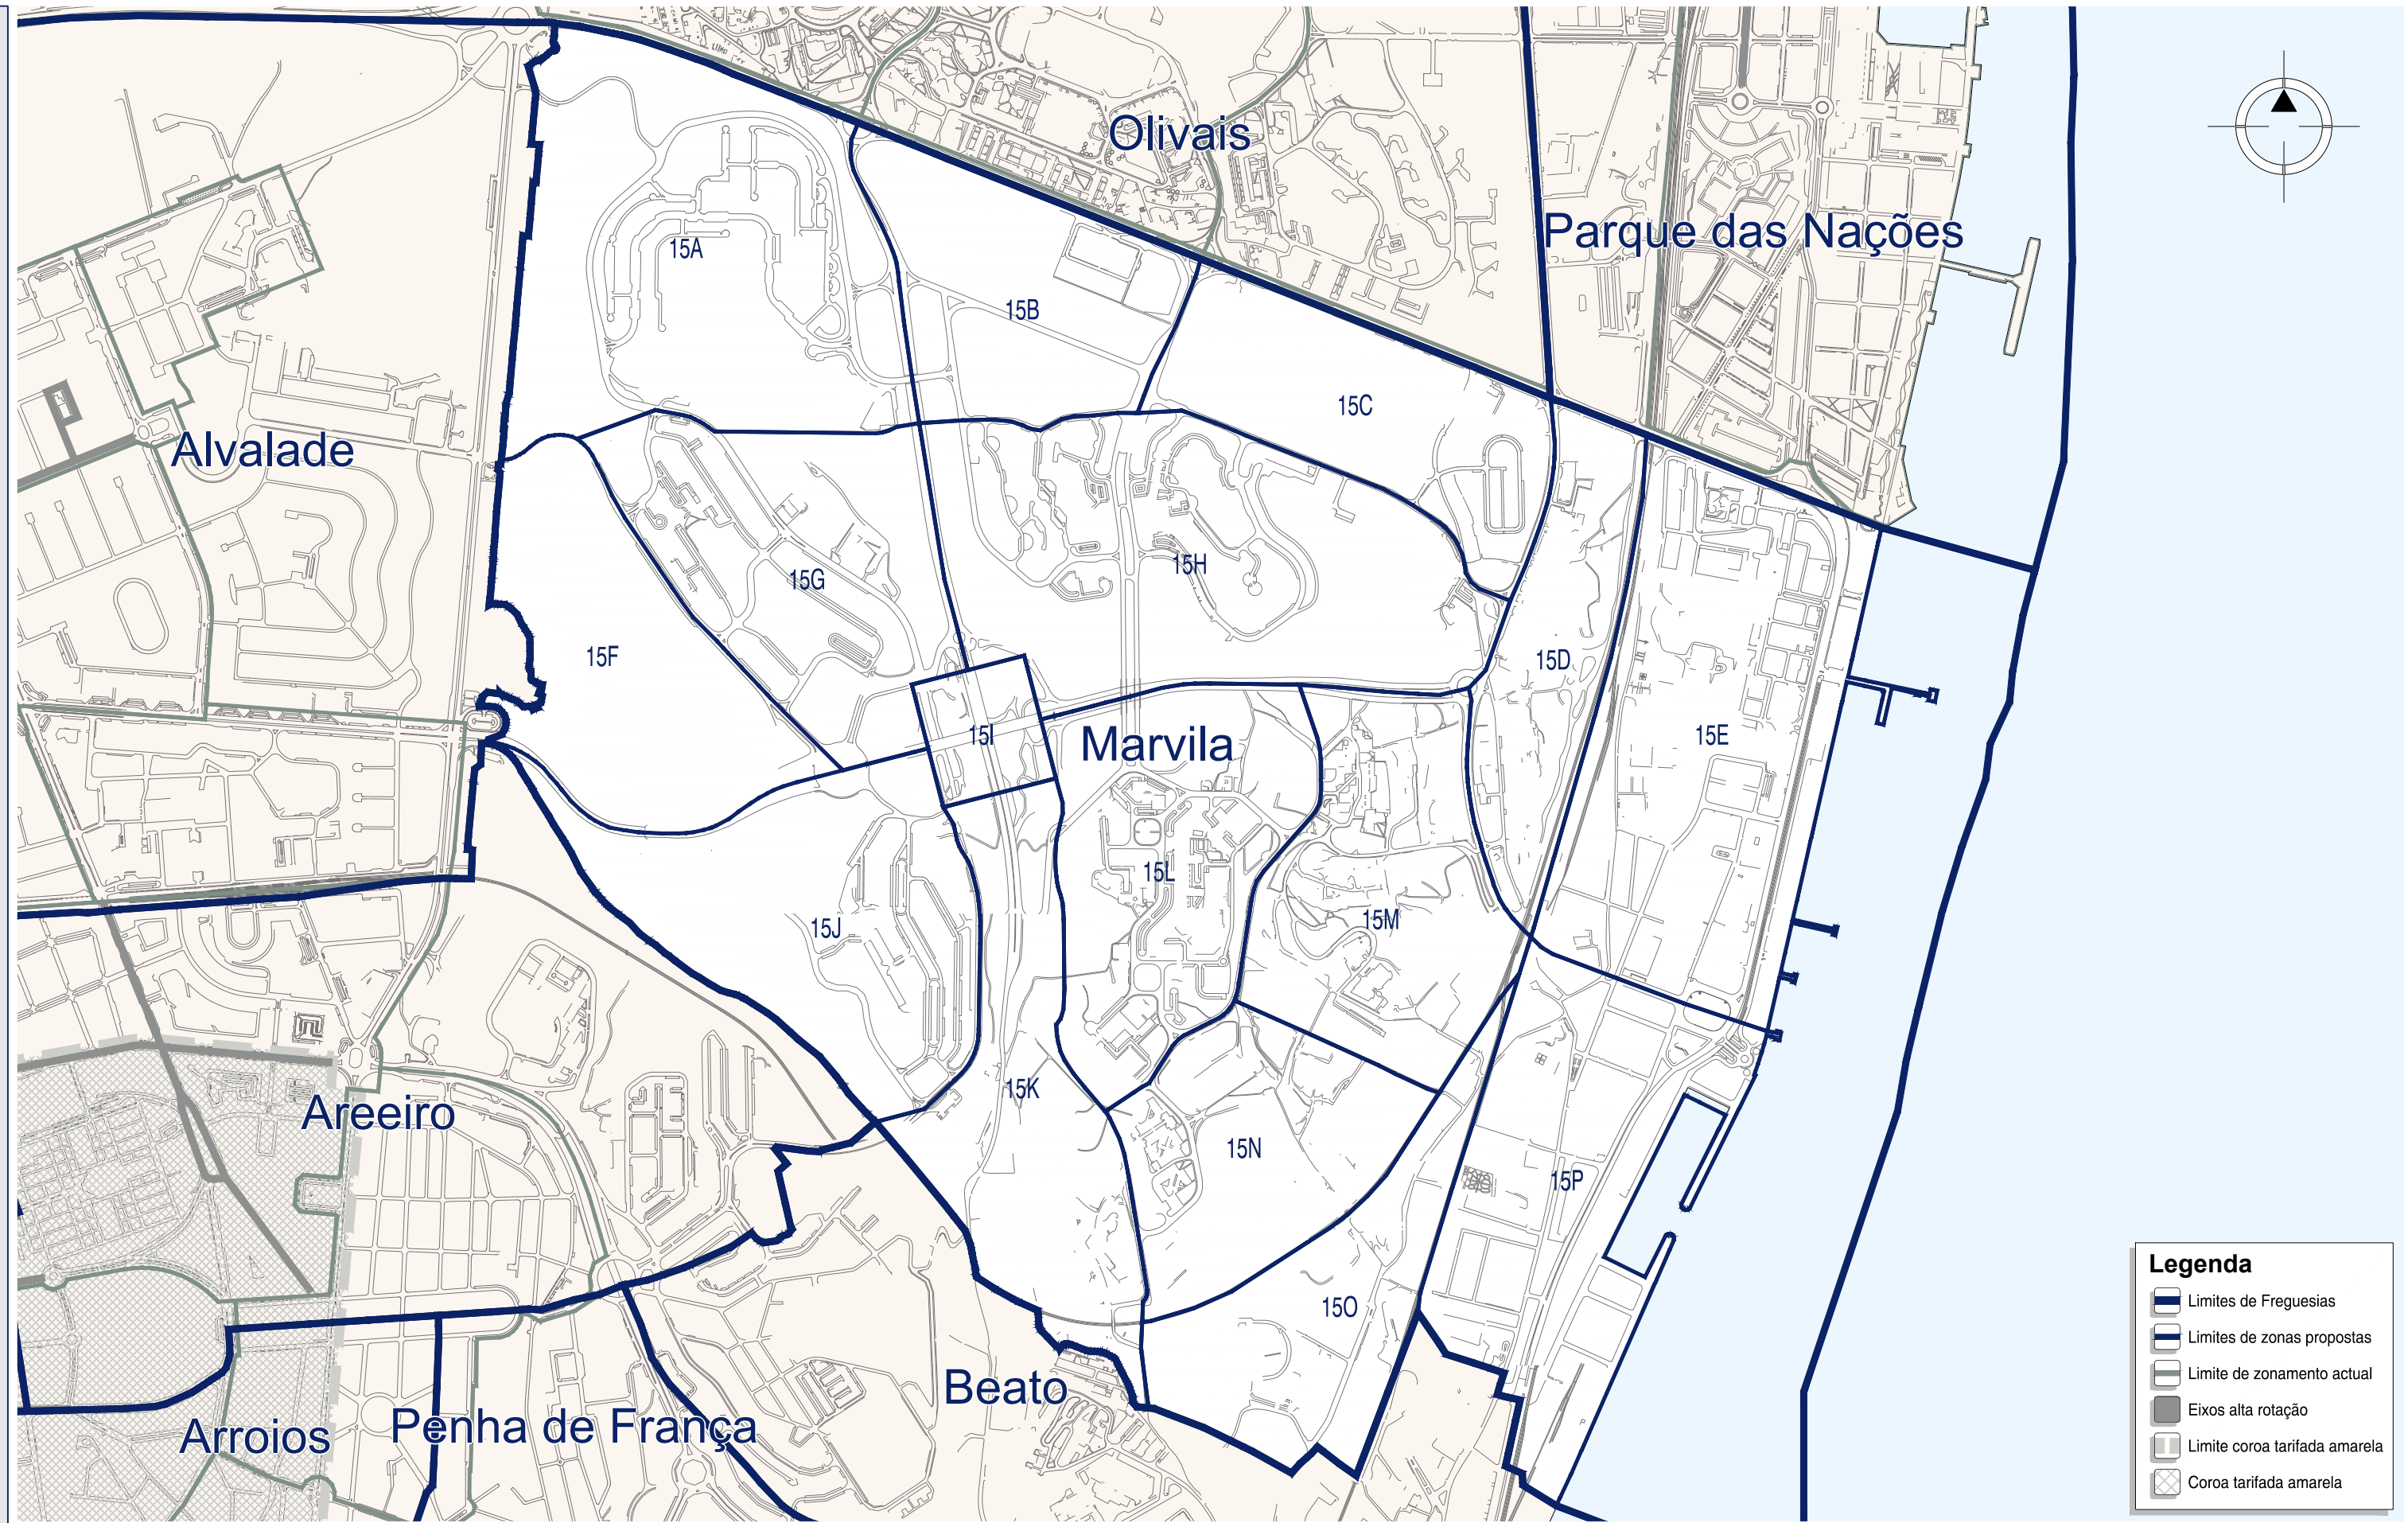 Olivais
Parque das Nações
15A
15B
15C
Alvalade
15H
15G
15F
15D
15E
15I
Marvila
15L
15M
15J
15K
Areeiro
15N
15P
15O
Beato
Penha de França
Arroios
Legenda
Limites de Freguesias
Limites de zonas propostas
Limite de zonamento actual
Eixos alta rotação
Limite coroa tarifada amarela
Coroa tarifada amarela